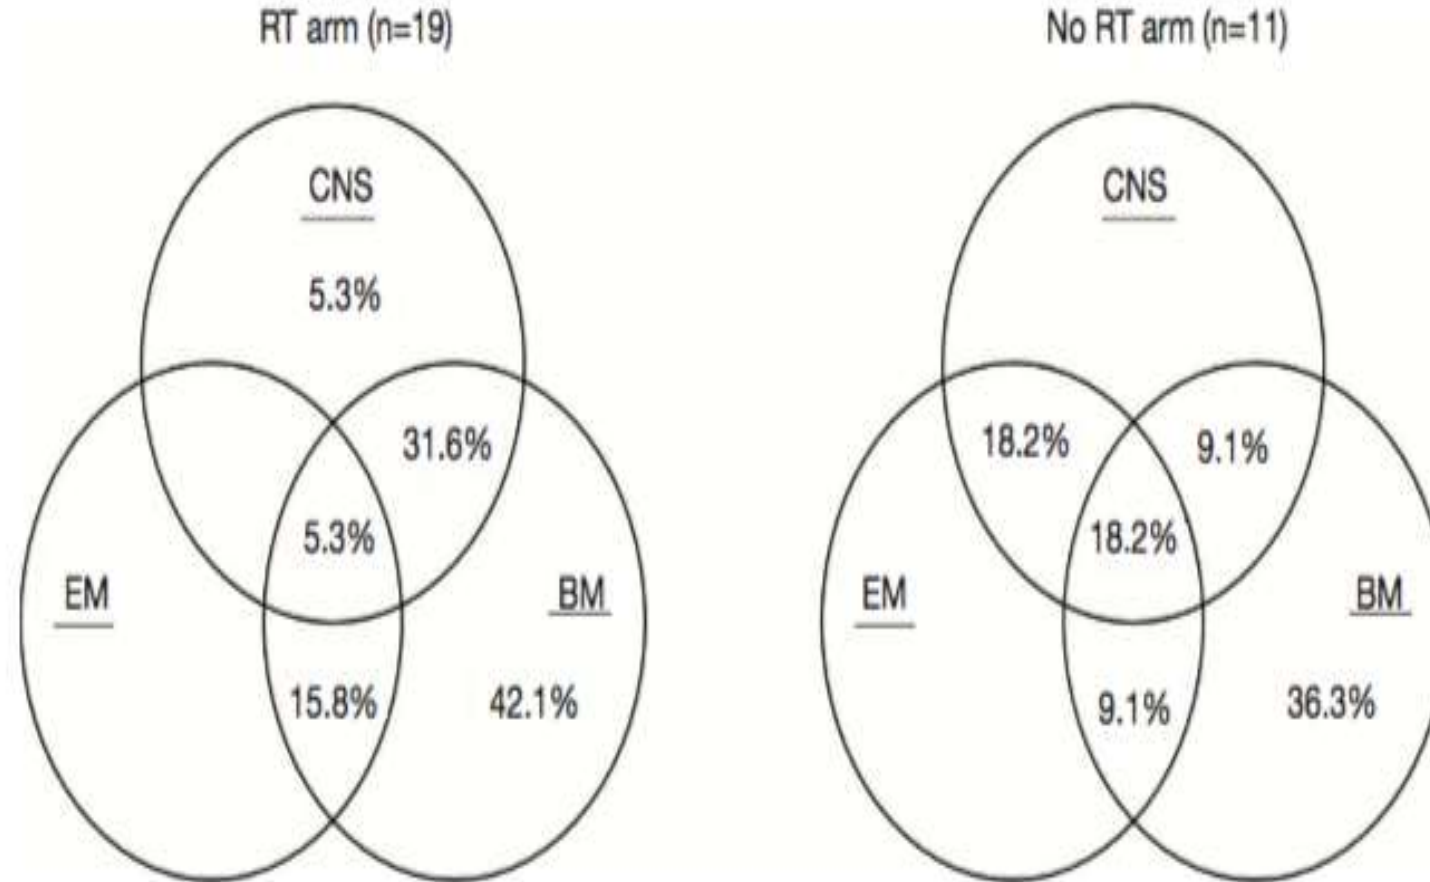 RT arm (n=19)
No RT arm (n=11)
CNS
5.3%
31.6%
5.3%
EM
BM
15.8%
42.1%
CNS
18.2%
9.1%
18.2%
EM
BM
9.1%
36.3%